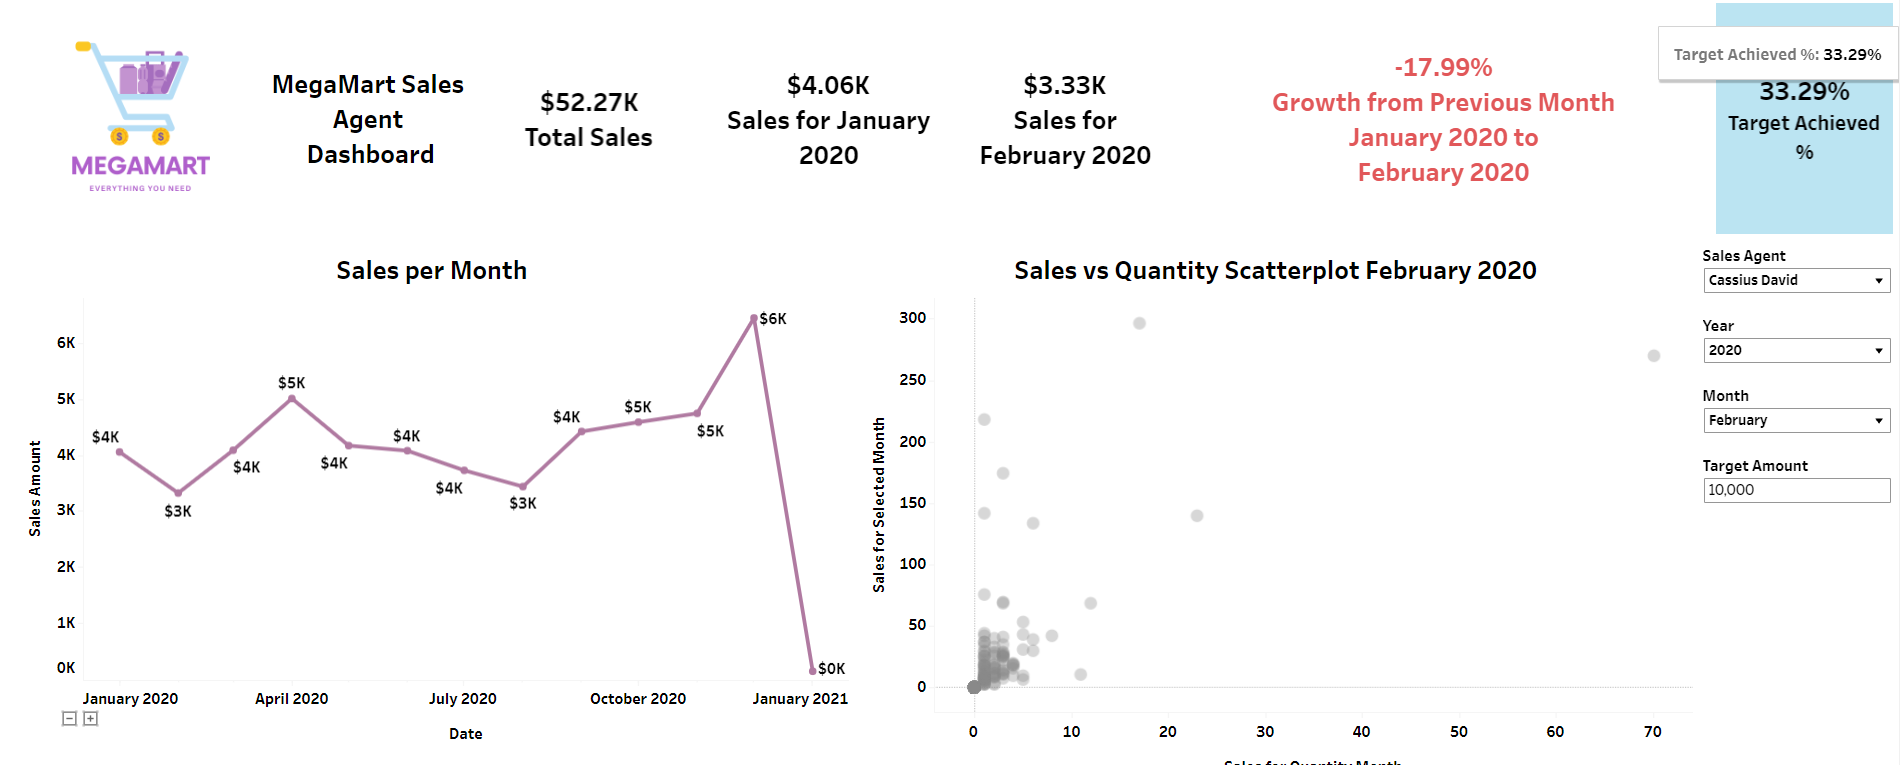 MEGAMART
EVERYTHING YOU NEED
MegaMart Sales
Agent
Dashboard
$52.27K
Total Sales
$4.06K
Sales for January
2020
$3.33K
Sales for
February 2020
-17.99%
Growth from Previous Month
January 2020 to
February 2020
Target Achieved %: 33.29%
33.29%
Target Achieved
%
Sales per Month
Sales Amount
6K
5K
4K
3K
2K
1K
0K
$4K
$3K
$4K
$5K
$4K
$4K
$4K
$3K
$4K
$5K
$5K
$6K
$0K
January 2020
April 2020
July 2020
October 2020
January 2021
Date
Sales vs Quantity Scatterplot February 2020
Sales for Selected Month
300
250
200
150
100
50
0
0
10
20
30
40
50
60
70
Sales for Quantity Month
Sales Agent
Cassius David
Year
2020
Month
February
Target Amount
10,000